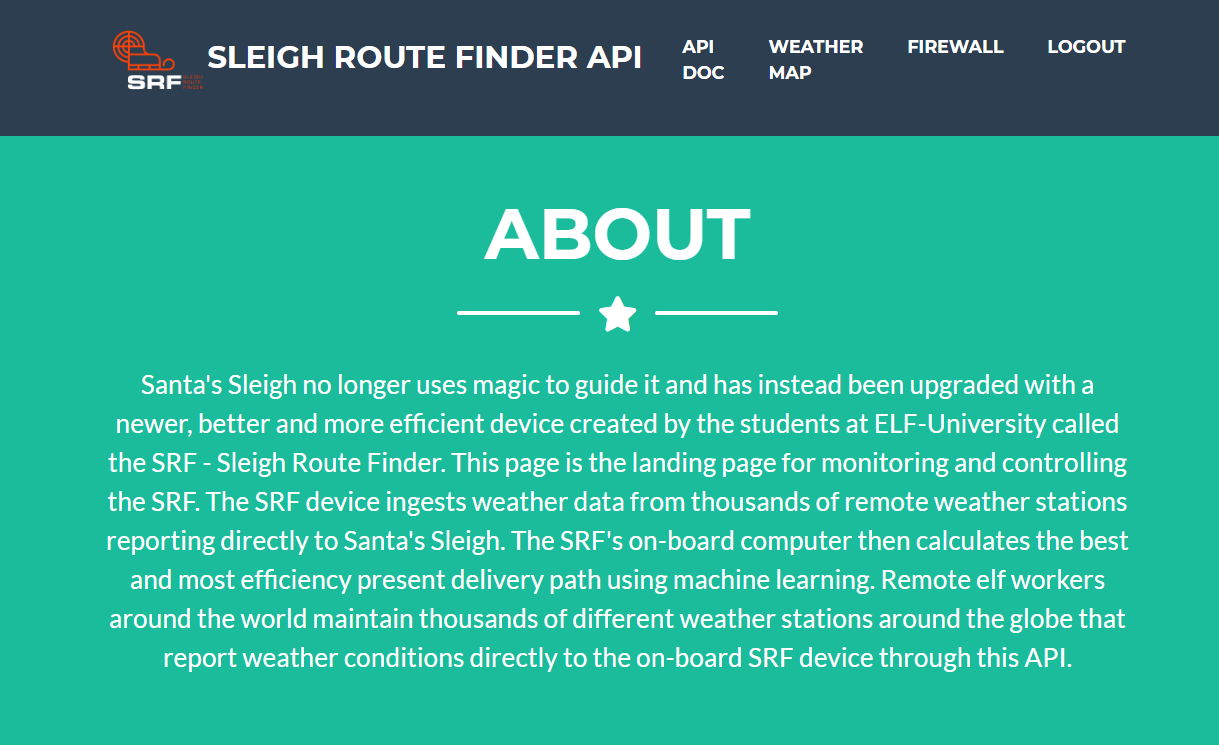 SRF
SLEIGH
ROUTE
FINDER
SLEIGH ROUTE FINDER API
API
DOC
WEATHER
MAP
FIREWALL
LOGOUT
ABOUT
Santa's Sleigh no longer uses magic to guide it and has instead been upgraded with a
newer, better and more efficient device created by the students at ELF-University called
the SRF - Sleigh Route Finder. This page is the landing page for monitoring and controlling
the SRF. The SRF device ingests weather data from thousands of remote weather stations
reporting directly to Santa's Sleigh. The SRF's on-board computer then calculates the best
and most efficiency present delivery path using machine learning. Remote elf workers
around the world maintain thousands of different weather stations around the globe that
report weather conditions directly to the on-board SRF device through this API.